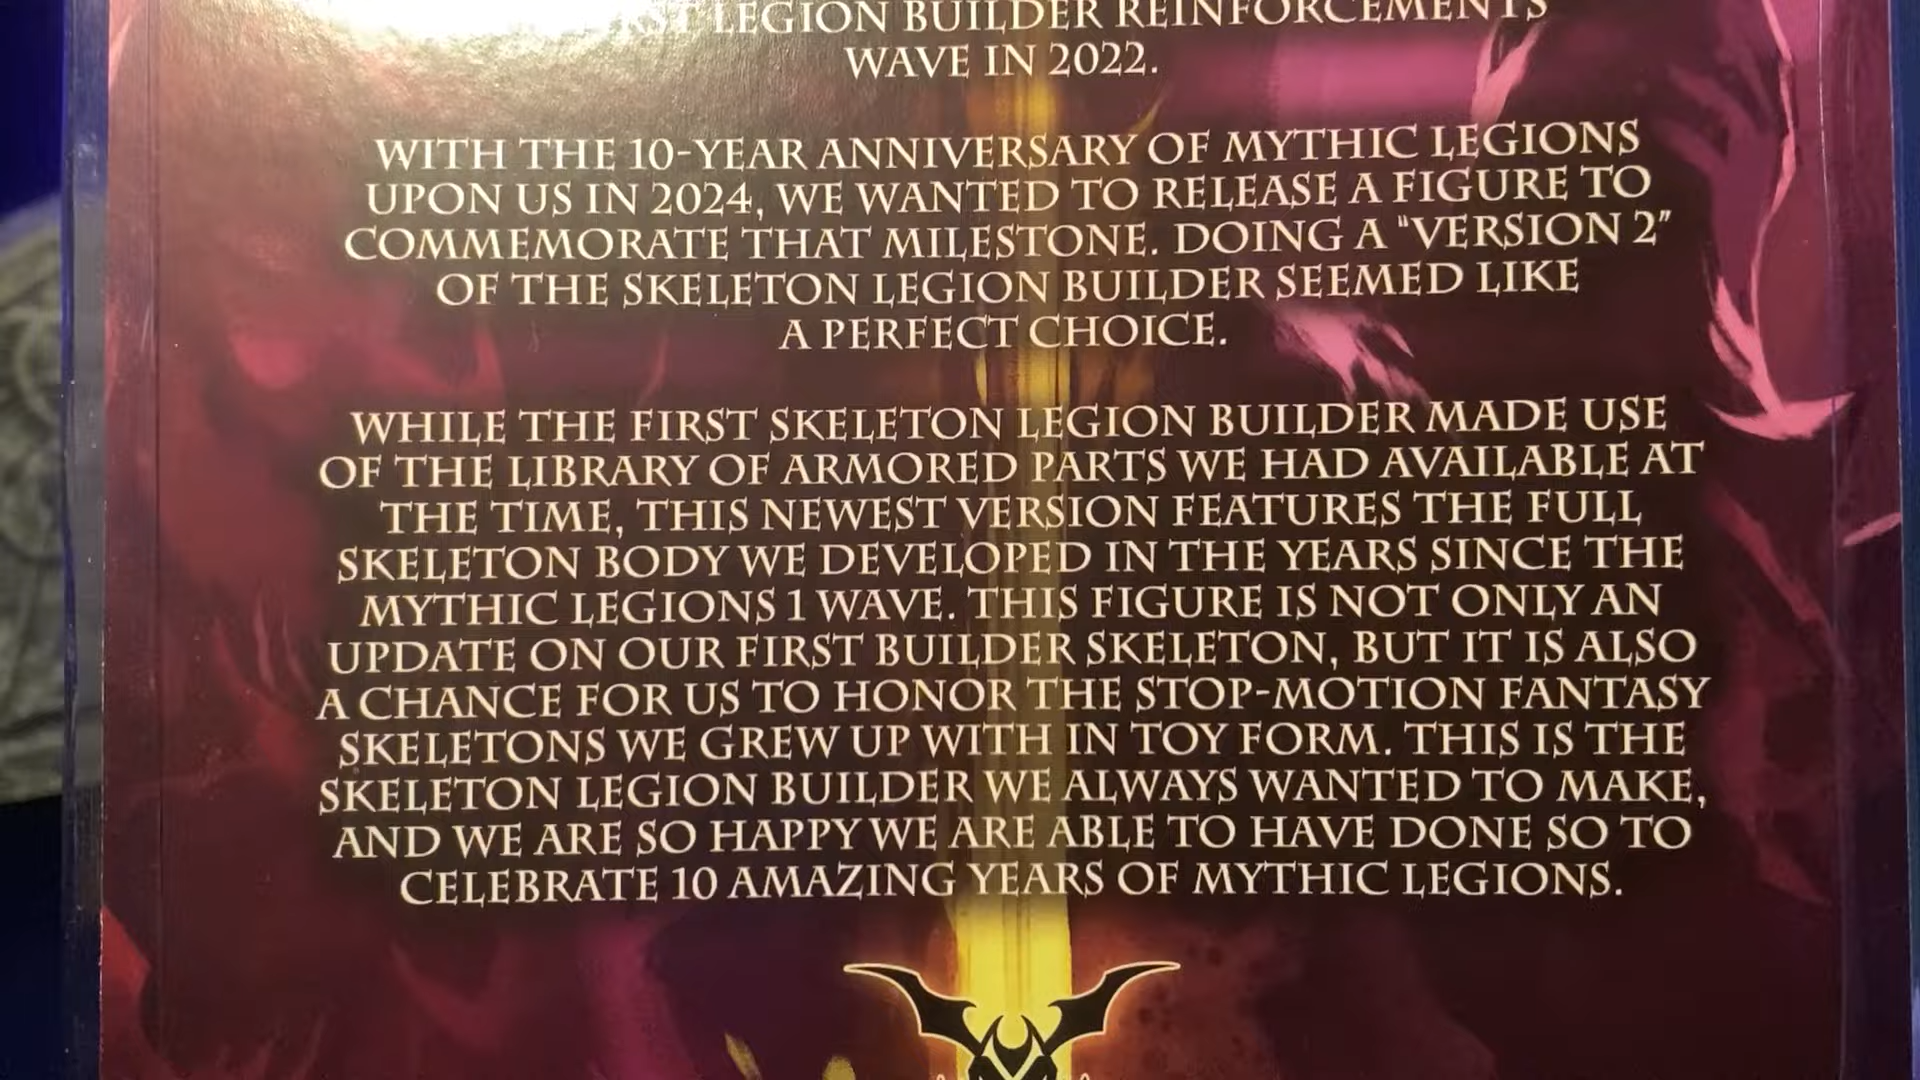 FIRST LEGION BUILDER REINFORCEMENTS
WAVE IN 2022.
WITH THE 10-YEAR ANNIVERSARY OF MYTHIC LEGIONS
UPON US IN 2024, WE WANTED TO RELEASE A FIGURE TO
COMMEMORATE THAT MILESTONE. DOING A "VERSION 2"
OF THE SKELETON LEGION BUILDER SEEMED LIKE
A PERFECT CHOICE.
WHILE THE FIRST SKELETON LEGION BUILDER MADE USE
OF THE LIBRARY OF ARMORED PARTS WE HAD AVAILABLE AT
THE TIME, THIS NEWEST VERSION FEATURES THE FULL
SKELETON BODY WE DEVELOPED IN THE YEARS SINCE THE
MYTHIC LEGIONS 1 WAVE. THIS FIGURE IS NOT ONLY AN
UPDATE ON OUR FIRST BUILDER SKELETON, BUT IT IS ALSO
A CHANCE FOR US TO HONOR THE STOP-MOTION FANTASY
SKELETONS WE GREW UP WITH IN TOY FORM. THIS IS THE
SKELETON LEGION BUILDER WE ALWAYS WANTED TO MAKE,
AND WE ARE SO HAPPY WE ARE ABLE TO HAVE DONE SO TO
CELEBRATE 10 AMAZING YEARS OF MYTHIC LEGIONS.